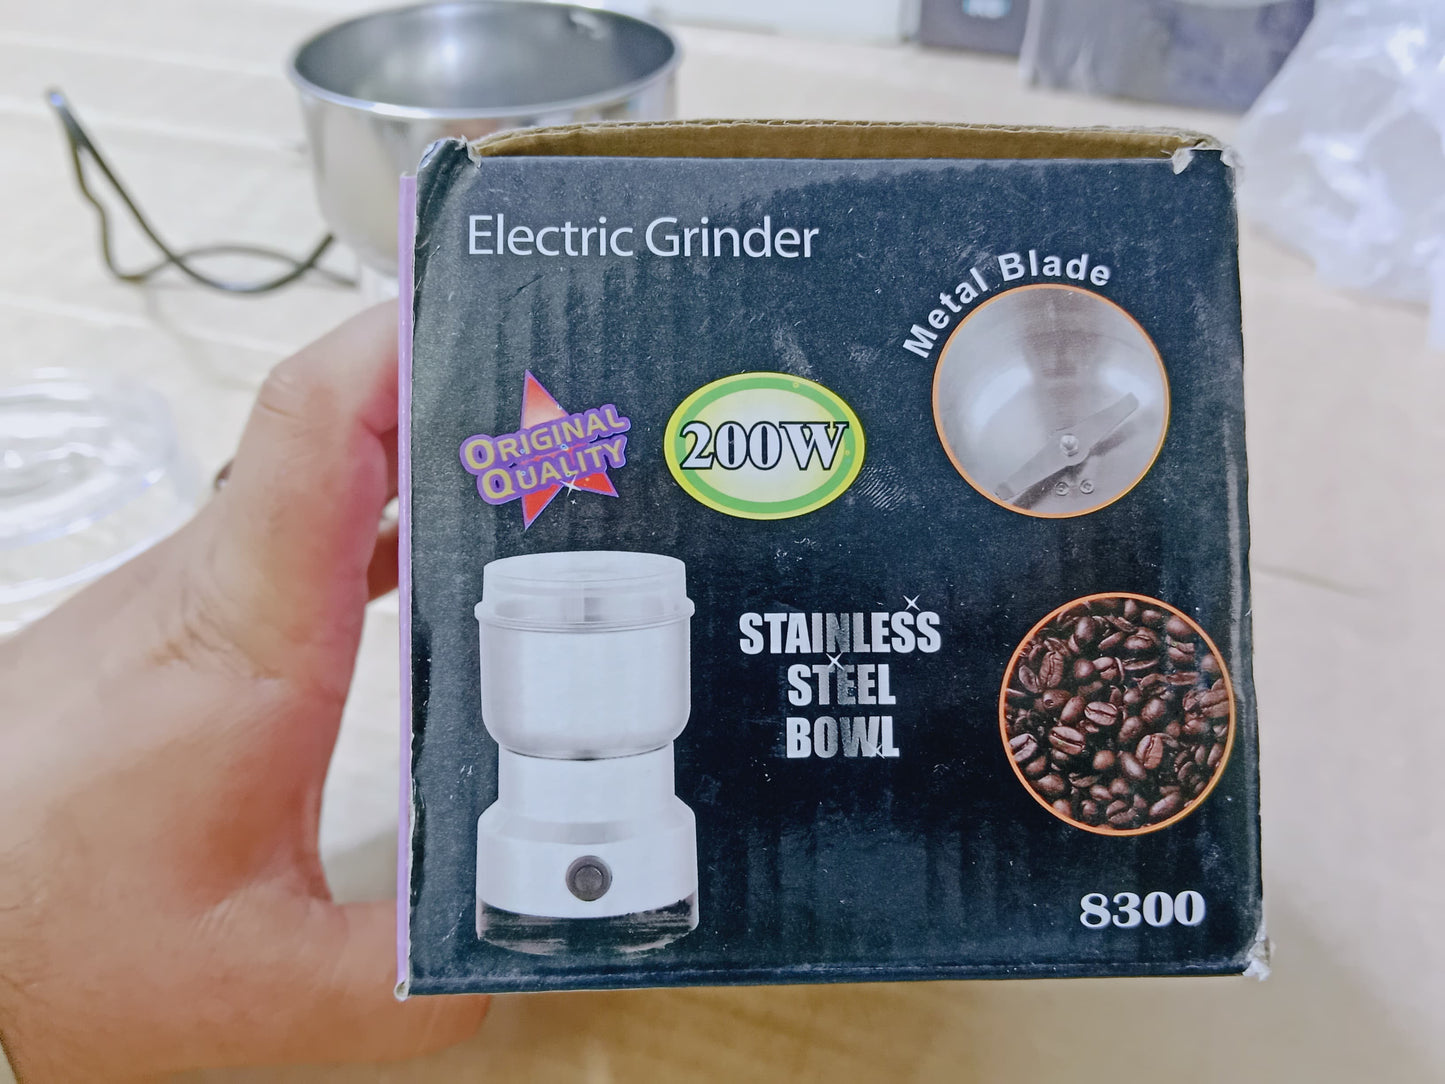 Electric Grinder
Metal Blade
ORIGINAL
QUALITY
200W
STAINLESS
STEEL
BOWL
8300